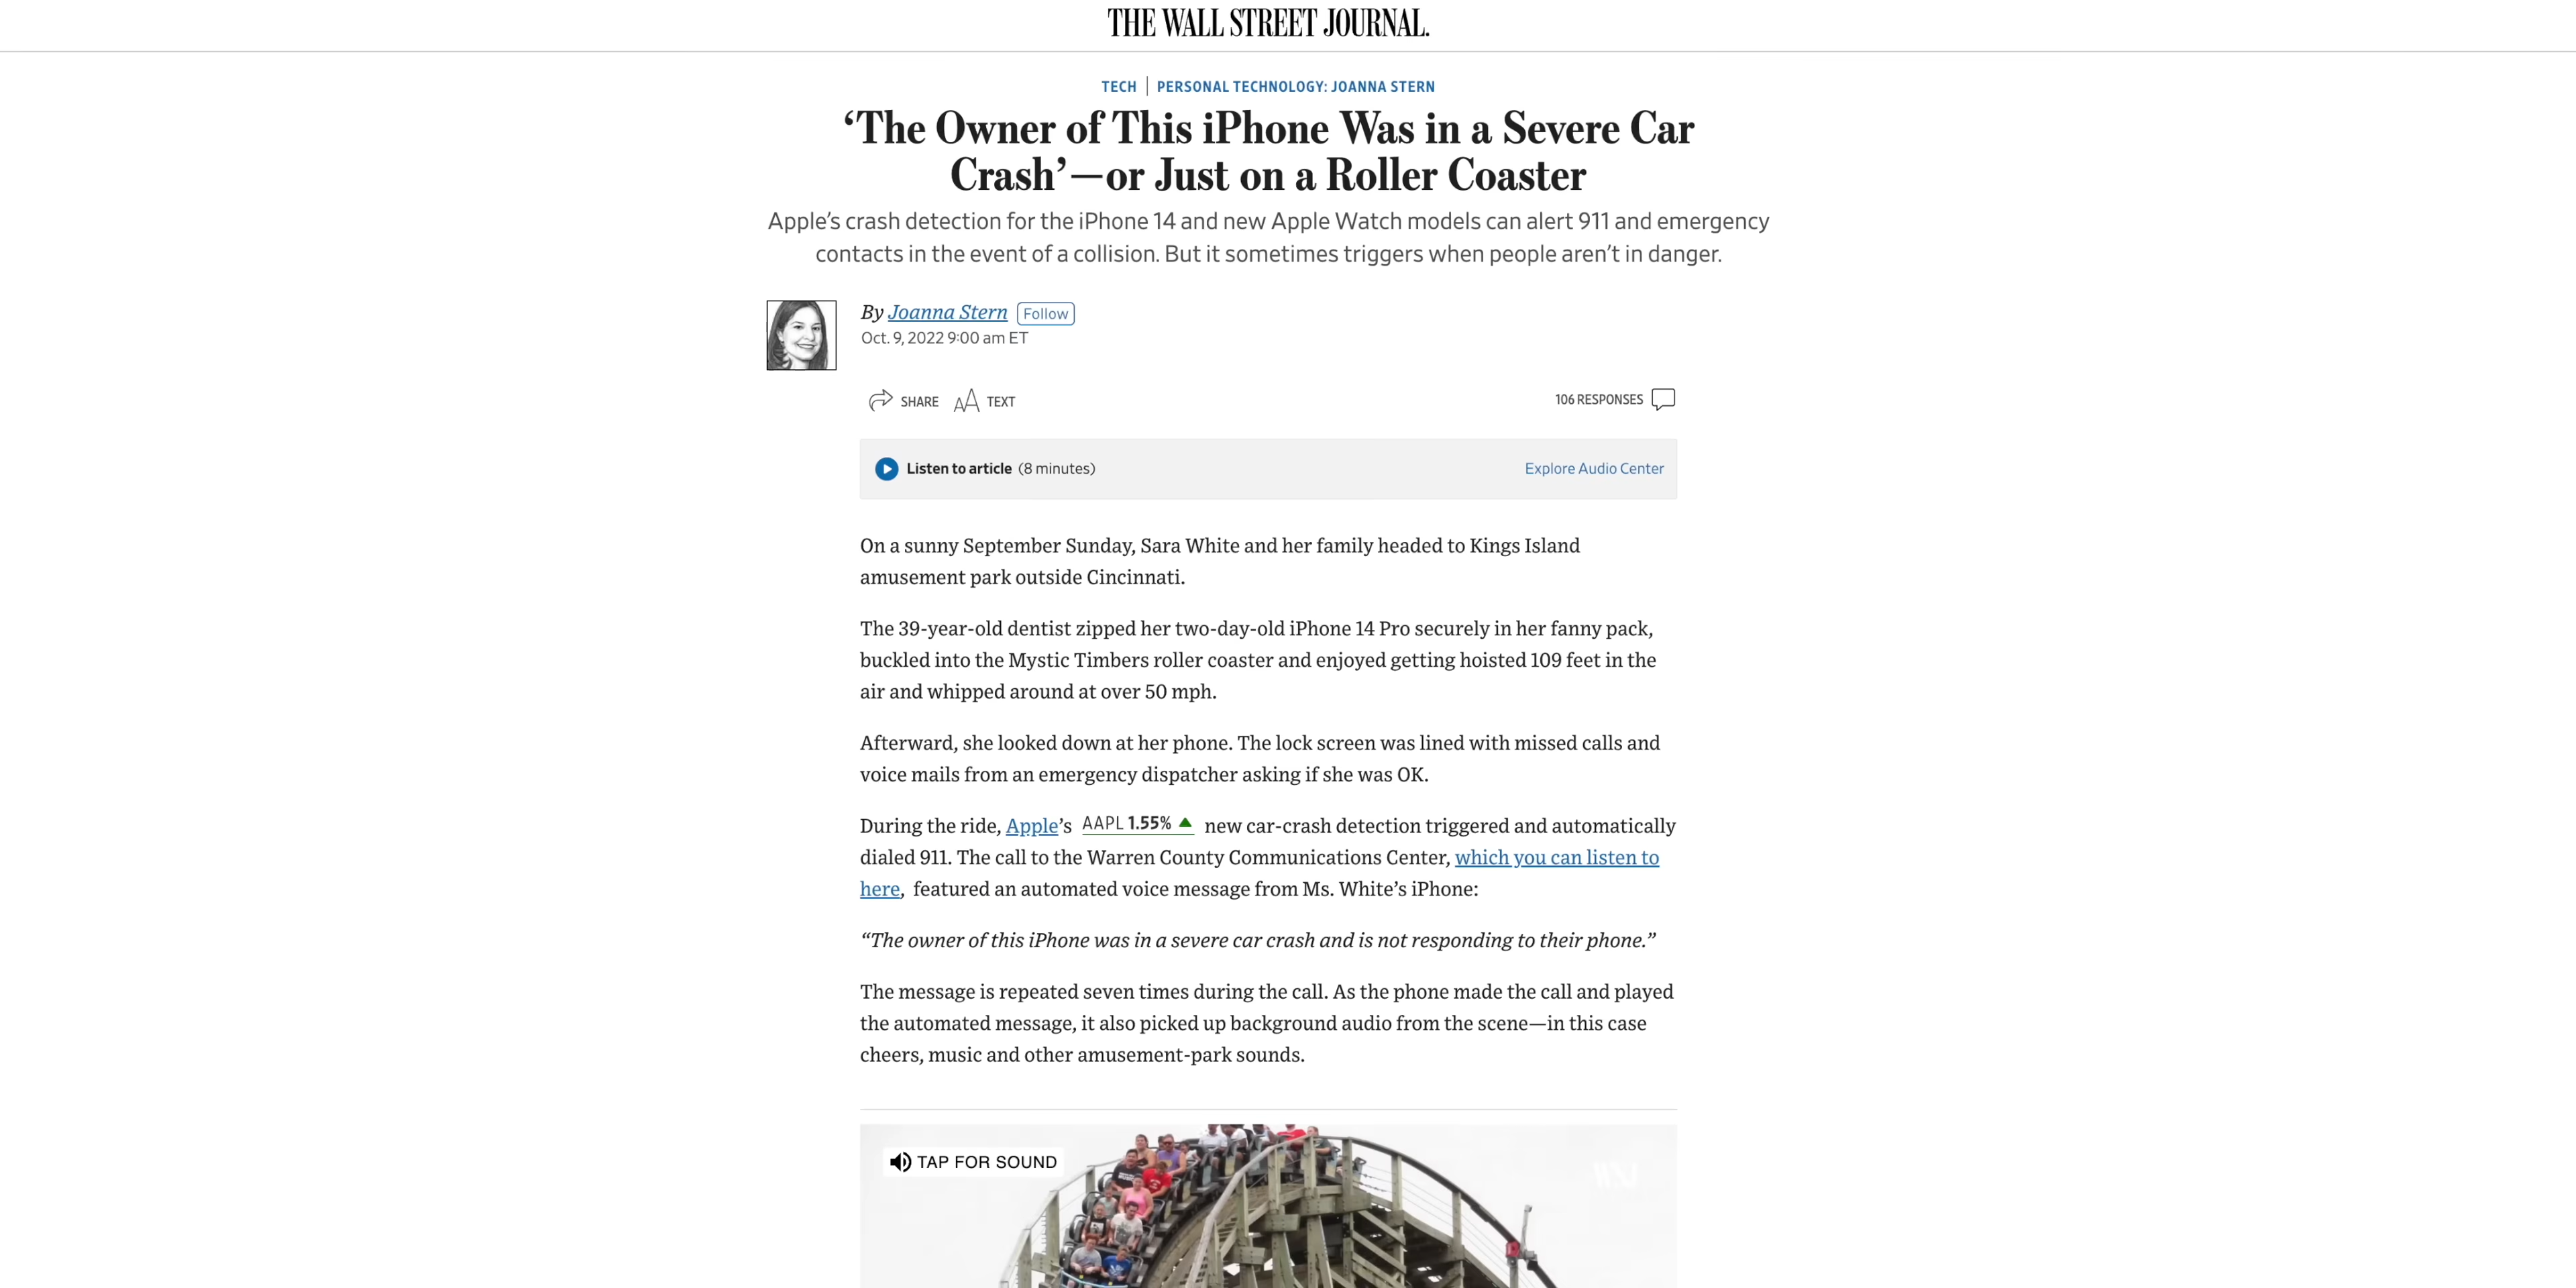 THE WALL STREET JOURNAL.
TECH | PERSONAL TECHNOLOGY: JOANNA STERN
‘The Owner of This iPhone Was in a Severe Car
Crash’—or Just on a Roller Coaster
Apple’s crash detection for the iPhone 14 and new Apple Watch models can alert 911 and emergency
contacts in the event of a collision. But it sometimes triggers when people aren’t in danger.
By Joanna Stern Follow
Oct. 9, 2022 9:00 am ET
SHARE AA TEXT
106 RESPONSES
Listen to article (8 minutes)
Explore Audio Center
On a sunny September Sunday, Sara White and her family headed to Kings Island
amusement park outside Cincinnati.
The 39-year-old dentist zipped her two-day-old iPhone 14 Pro securely in her fanny pack,
buckled into the Mystic Timbers roller coaster and enjoyed getting hoisted 109 feet in the
air and whipped around at over 50 mph.
Afterward, she looked down at her phone. The lock screen was lined with missed calls and
voice mails from an emergency dispatcher asking if she was OK.
During the ride, Apple’s AAPL 1.55% ▲ new car-crash detection triggered and automatically
dialed 911. The call to the Warren County Communications Center, which you can listen to
here, featured an automated voice message from Ms. White’s iPhone:
“The owner of this iPhone was in a severe car crash and is not responding to their phone.”
The message is repeated seven times during the call. As the phone made the call and played
the automated message, it also picked up background audio from the scene—in this case
cheers, music and other amusement-park sounds.
TAP FOR SOUND
WSJ